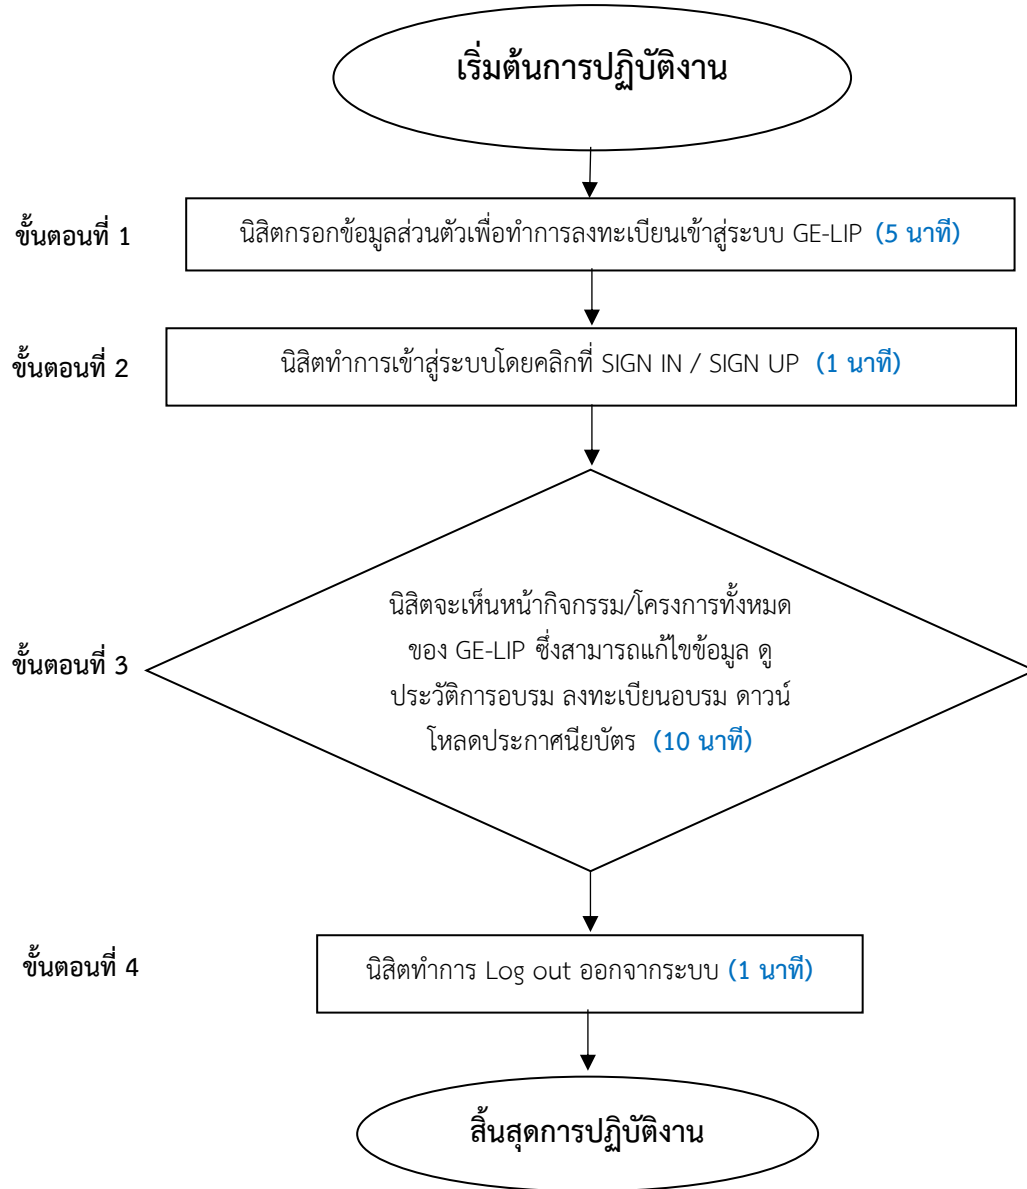 เริ่มต้นการปฏิบัติงาน
ขั้นตอนที่ 1
นิสิตกรอกข้อมูลส่วนตัวเพื่อทำการลงทะเบียนเข้าสู่ระบบ GE-LIP (5 นาที)
ขั้นตอนที่ 2
นิสิตทำการเข้าสู่ระบบโดยคลิกที่ SIGN IN / SIGN UP (1 นาที)
ขั้นตอนที่ 3
นิสิตจะเห็นหน้ากิจกรรม/โครงการทั้งหมด
ของ GE-LIP ซึ่งสามารถแก้ไขข้อมูล ดู
ประวัติการอบรม ลงทะเบียนอบรม ดาวน์
โหลดประกาศนียบัตร (10 นาที)
ขั้นตอนที่ 4
นิสิตทำการ Log out ออกจากระบบ (1 นาที)
สิ้นสุดการปฏิบัติงาน